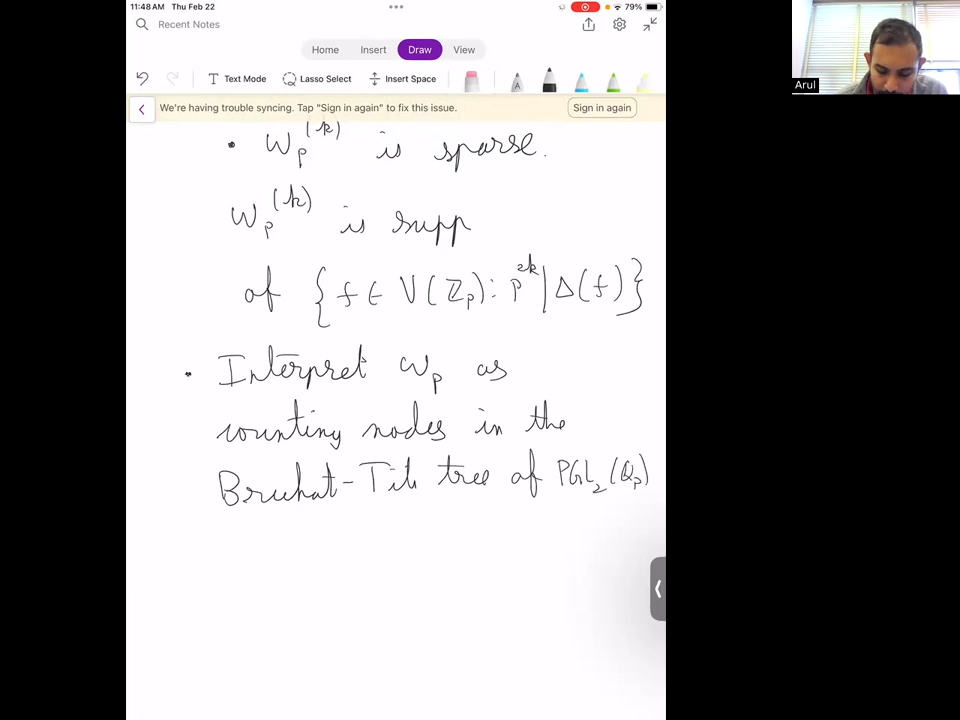 11:48 AM Thu Feb 22
79%
Recent Notes
Home Insert Draw View
Text Mode Lasso Select Insert Space
We're having trouble syncing. Tap "Sign in again" to fix this issue. Sign in again
Arul
• w_p^(k) is sparse.
w_p^(k) is supp
of { f ∈ V(ℤ_p) : p^2k | Δ(f) }
• Interpret w_p as
counting nodes in the
Bruhat-Tits tree of PGL_2(ℚ_p)